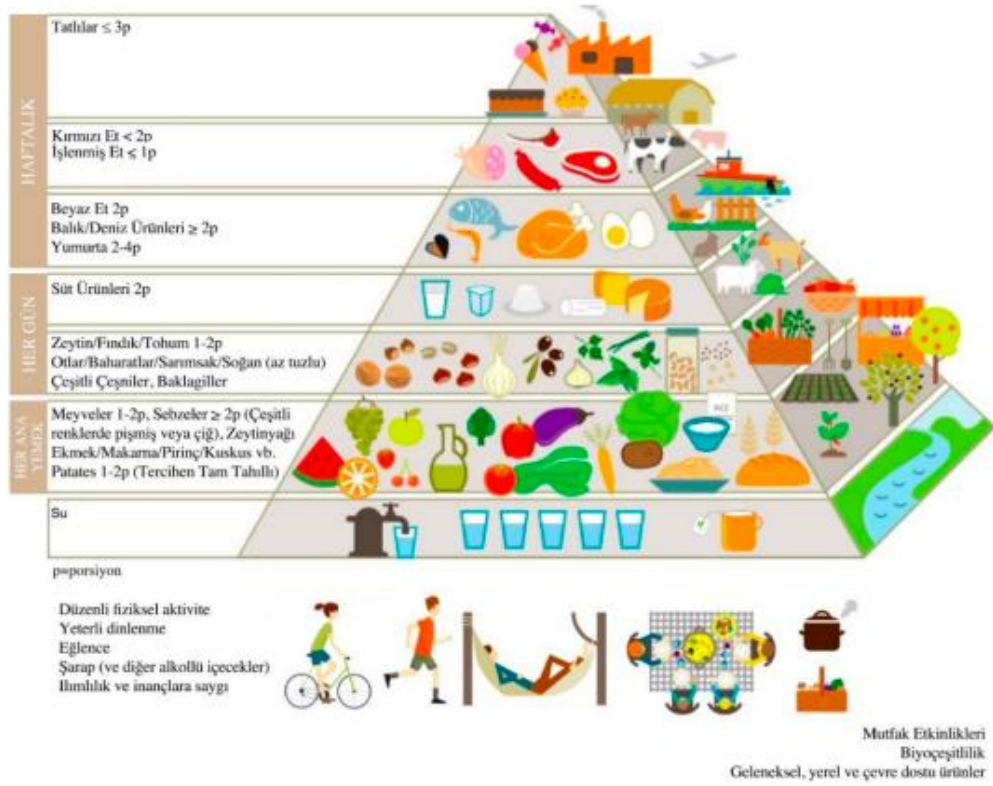 HAFTALIK
Tatlılar ≤ 3p
Kırmızı Et < 2p
İşlenmiş Et ≤ 1p
Beyaz Et 2p
Balık/Deniz Ürünleri ≥ 2p
Yumurta 2-4p
HER GÜN
Süt Ürünleri 2p
Zeytin/Fındık/Tohum 1-2p
Otlar/Baharatlar/Sarımsak/Soğan (az tuzlu)
Çeşitli Çeşniler, Baklagiller
HER ANA
YEMEK
Meyveler 1-2p, Sebzeler ≥ 2p (Çeşitli
renklerde pişmiş veya çiğ), Zeytinyağı
Ekmek/Makarna/Pirinç/Kuskus vb.
Patates 1-2p (Tercihen Tam Tahıllı)
RICE
Su
p=porsiyon
Düzenli fiziksel aktivite
Yeterli dinlenme
Eğlence
Şarap (ve diğer alkollü içecekler)
Ilımlılık ve inançlara saygı
Mutfak Etkinlikleri
Biyoçeşitlilik
Geleneksel, yerel ve çevre dostu ürünler